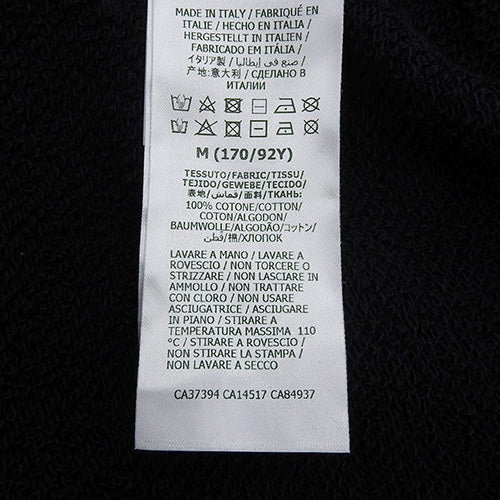 MADE IN ITALY / FABRIQUÉ EN
ITALIE / HECHO EN ITALIA /
HERGESTELLT IN ITALIEN /
FABRICADO EM ITÁLIA /
イタリア製 / صنع في إيطاليا /
产地:意大利 / СДЕЛАНО В
ИТАЛИИ
M (170/92Y)
TESSUTO/FABRIC/TISSU/
TEJIDO/GEWEBE/TECIDO/
表地/قماش/面料/ТКАНЬ:
100% COTONE/COTTON/
COTON/ALGODON/
BAUMWOLLE/ALGODÃO/コットン/
قطن/棉/ХЛОПОК
LAVARE A MANO / LAVARE A
ROVESCIO / NON TORCERE O
STRIZZARE / NON LASCIARE IN
AMMOLLO / NON TRATTARE
CON CLORO / NON USARE
ASCIUGATRICE / ASCIUGARE
IN PIANO / STIRARE A
TEMPERATURA MASSIMA 110
°C / STIRARE A ROVESCIO /
NON STIRARE LA STAMPA /
NON LAVARE A SECCO
CA37394 CA14517 CA84937